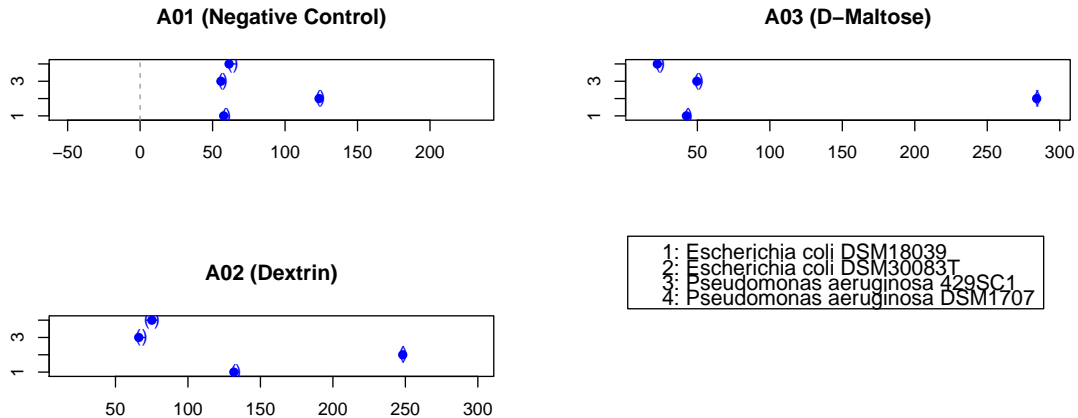 A01 (Negative Control)
3
1
−50 0 50 100 150 200
A03 (D−Maltose)
3
1
50 100 150 200 250 300
A02 (Dextrin)
3
1
50 100 150 200 250 300
1: Escherichia coli DSM18039
2: Escherichia coli DSM30083T
3: Pseudomonas aeruginosa 429SC1
4: Pseudomonas aeruginosa DSM1707